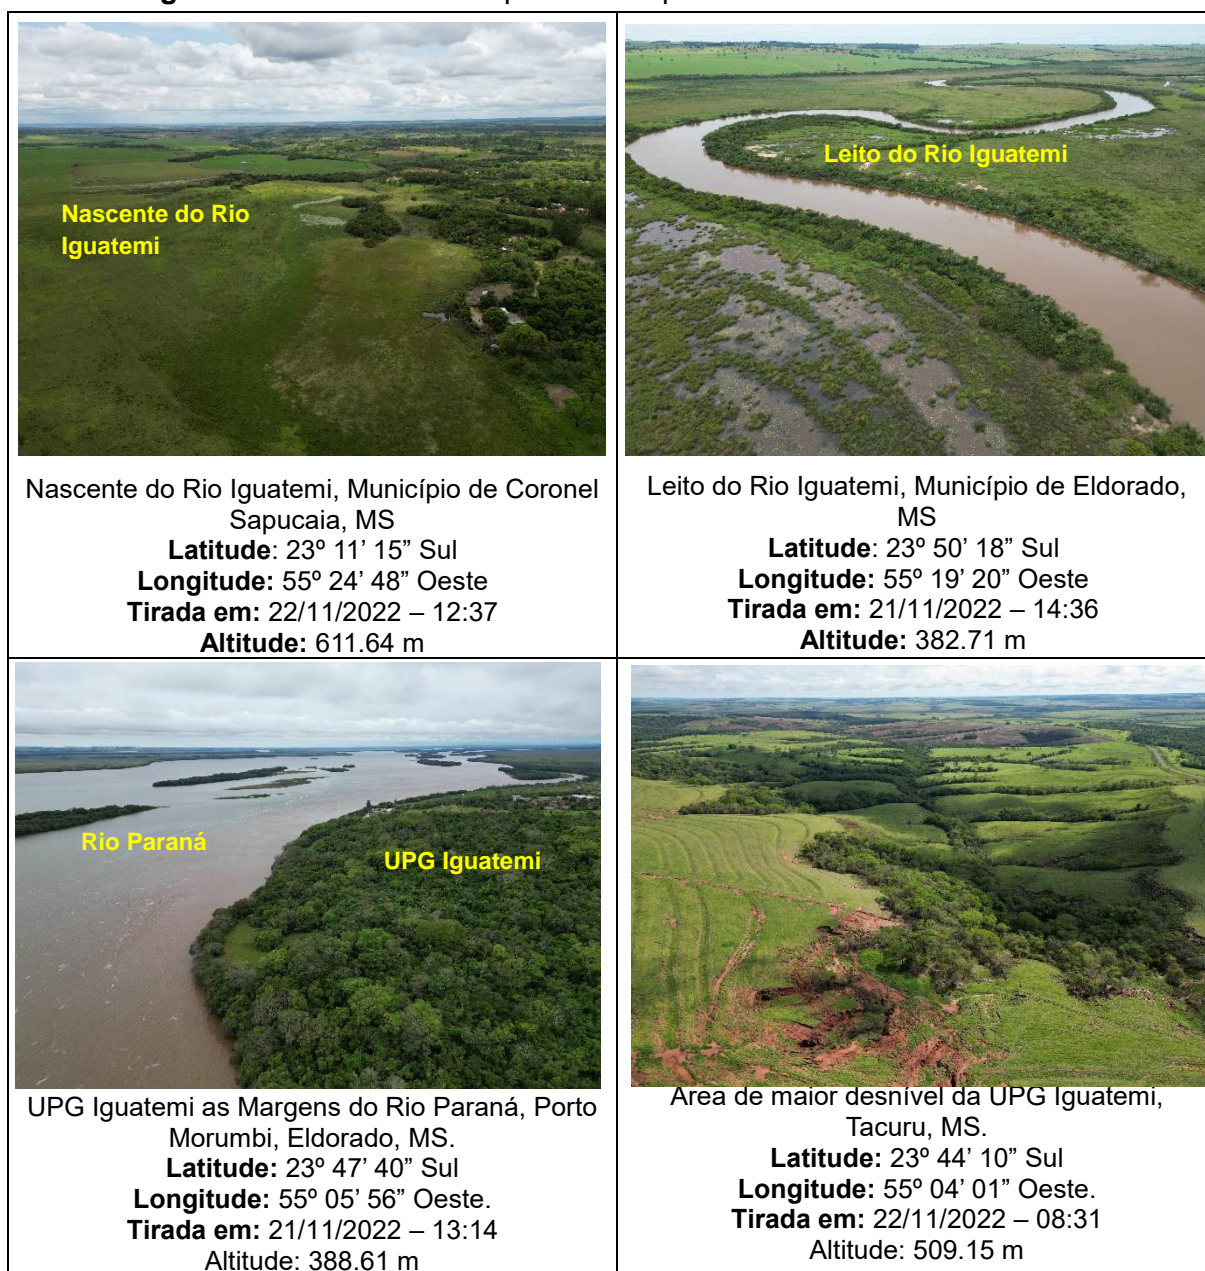 Nascente do Rio
Iguatemi
Nascente do Rio Iguatemi, Município de Coronel
Sapucaia, MS
Latitude: 23º 11’ 15” Sul
Longitude: 55º 24’ 48” Oeste
Tirada em: 22/11/2022 – 12:37
Altitude: 611.64 m
Leito do Rio Iguatemi
Leito do Rio Iguatemi, Município de Eldorado,
MS
Latitude: 23º 50’ 18” Sul
Longitude: 55º 19’ 20” Oeste
Tirada em: 21/11/2022 – 14:36
Altitude: 382.71 m
Rio Paraná
UPG Iguatemi
UPG Iguatemi as Margens do Rio Paraná, Porto
Morumbi, Eldorado, MS.
Latitude: 23º 47’ 40” Sul
Longitude: 55º 05’ 56” Oeste.
Tirada em: 21/11/2022 – 13:14
Altitude: 388.61 m
Área de maior desnível da UPG Iguatemi,
Tacuru, MS.
Latitude: 23º 44’ 10” Sul
Longitude: 55º 04’ 01” Oeste.
Tirada em: 22/11/2022 – 08:31
Altitude: 509.15 m